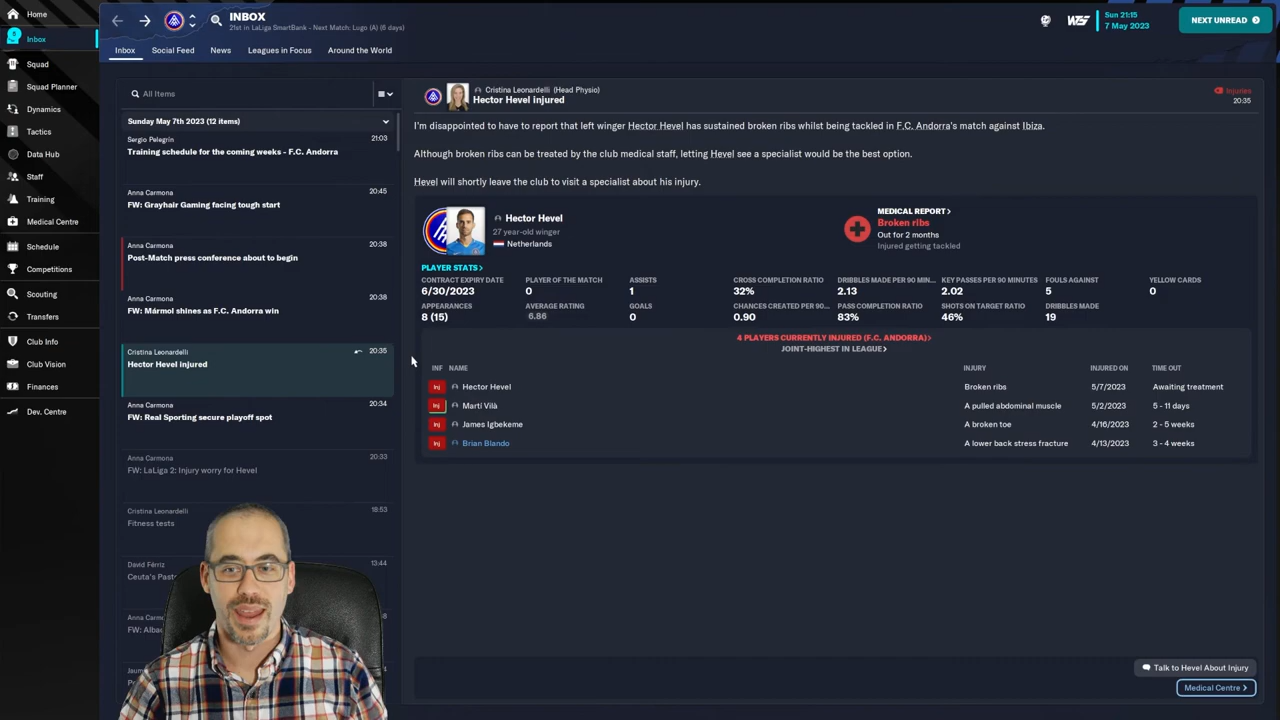 Home
Inbox
Squad
Squad Planner
Dynamics
Tactics
Data Hub
Staff
Training
Medical Centre
Schedule
Competitions
Scouting
Transfers
Club Info
Club Vision
Finances
Dev. Centre
INBOX
21st in LaLiga SmartBank - Next Match: Lugo (A) (6 days)
Sun 21:15
7 May 2023
NEXT UNREAD
Inbox Social Feed News Leagues in Focus Around the World
All Items
Sunday May 7th 2023 (12 items)
Sergio Pelegrín 21:03
Training schedule for the coming weeks - F.C. Andorra
Anna Carmona 20:45
FW: Grayhair Gaming facing tough start
Anna Carmona 20:38
Post-Match press conference about to begin
Anna Carmona 20:38
FW: Mármol shines as F.C. Andorra win
Cristina Leonardelli 20:35
Hector Hevel injured
Anna Carmona 20:34
FW: Real Sporting secure playoff spot
Anna Carmona 20:33
FW: LaLiga 2: Injury worry for Hevel
Cristina Leonardelli 18:53
Fitness tests
David Férriz 13:44
Ceuta's Past
Anna Carm
FW: Alba
Cristina Leonardelli (Head Physio)
Hector Hevel injured
Injuries
20:35
I'm disappointed to have to report that left winger Hector Hevel has sustained broken ribs whilst being tackled in F.C. Andorra's match against Ibiza.
Although broken ribs can be treated by the club medical staff, letting Hevel see a specialist would be the best option.
Hevel will shortly leave the club to visit a specialist about his injury.
Hector Hevel
27 year-old winger
Netherlands
MEDICAL REPORT
Broken ribs
Out for 2 months
Injured getting tackled
PLAYER STATS
CONTRACT EXPIRY DATE PLAYER OF THE MATCH ASSISTS CROSS COMPLETION RATIO DRIBBLES MADE PER 90 MIN... KEY PASSES PER 90 MINUTES FOULS AGAINST YELLOW CARDS
6/30/2023 0 1 32% 2.13 2.02 5 0
APPEARANCES AVERAGE RATING GOALS CHANCES CREATED PER 90... PASS COMPLETION RATIO SHOTS ON TARGET RATIO DRIBBLES MADE
8 (15) 6.86 0 0.90 83% 46% 19
4 PLAYERS CURRENTLY INJURED (F.C. ANDORRA)
JOINT-HIGHEST IN LEAGUE
INF NAME INJURY INJURED ON TIME OUT
Inj Hector Hevel Broken ribs 5/7/2023 Awaiting treatment
Inj Martí Vilà A pulled abdominal muscle 5/2/2023 5 - 11 days
Inj James Igbekeme A broken toe 4/16/2023 2 - 5 weeks
Inj Brian Blando A lower back stress fracture 4/13/2023 3 - 4 weeks
Talk to Hevel About Injury
Medical Centre